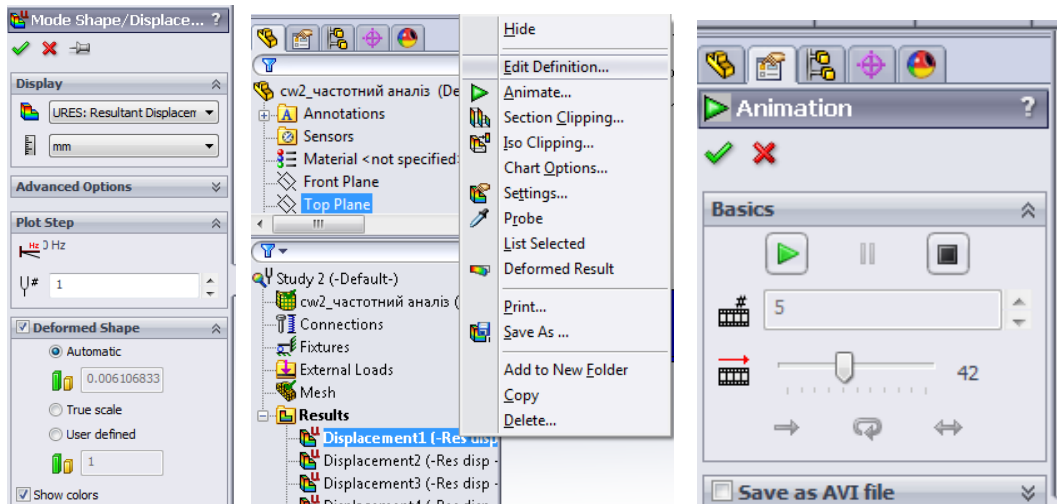 Mode Shape/Displace... ?
Display
URES: Resultant Displacem
mm
Advanced Options
Plot Step
Hz 0 Hz
# 1
Deformed Shape
Automatic
0.006106833
True scale
User defined
1
Show colors
cw2_частотний аналіз (De
Annotations
Sensors
Material <not specified>
Front Plane
Top Plane
Study 2 (-Default-)
cw2_частотний аналіз (
Connections
Fixtures
External Loads
Mesh
Results
Displacement1 (-Res disp
Displacement2 (-Res disp -
Displacement3 (-Res disp -
Displacement4 (-Res disp
Hide
Edit Definition...
Animate...
Section Clipping...
Iso Clipping...
Chart Options...
Settings...
Probe
List Selected
Deformed Result
Print...
Save As ...
Add to New Folder
Copy
Delete...
Animation ?
Basics
# 5
42
Save as AVI file